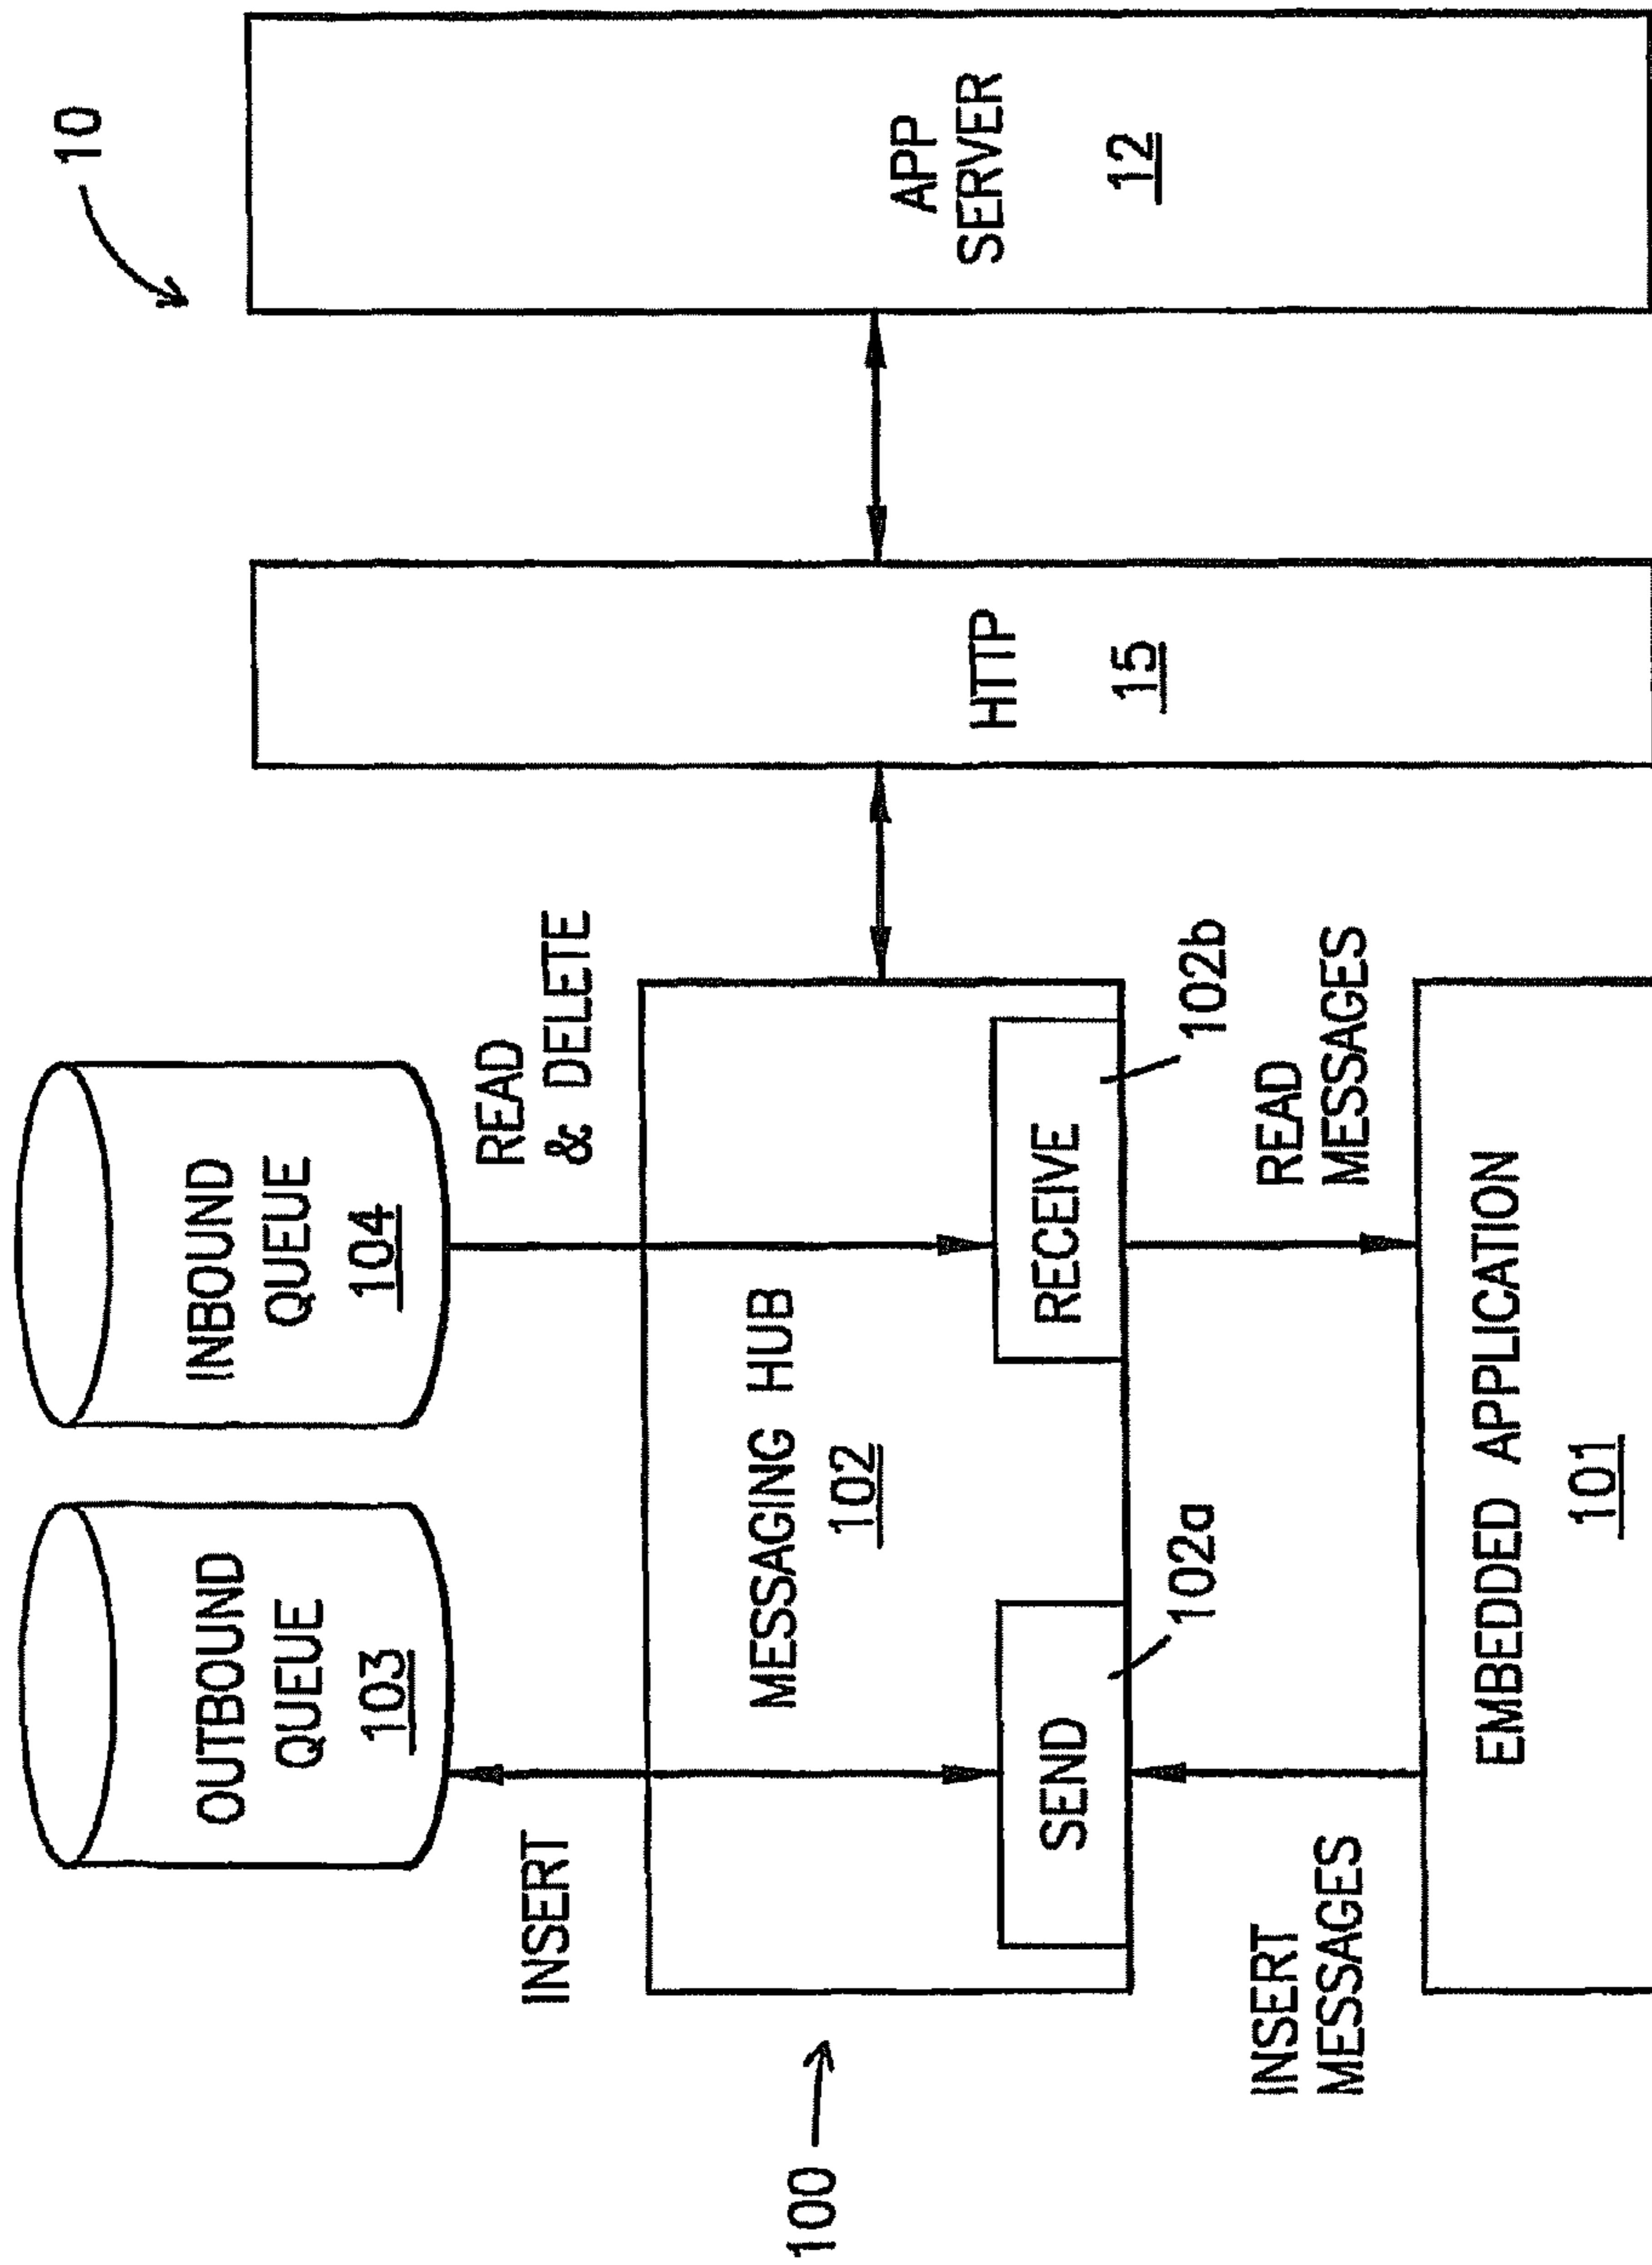 10
OUTBOUND
QUEUE
103
INBOUND
QUEUE
104
INSERT
READ
& DELETE
100
MESSAGING HUB
102
SEND
102a
RECEIVE
102b
INSERT
MESSAGES
READ
MESSAGES
EMBEDDED APPLICATION
101
HTTP
15
APP
SERVER
12